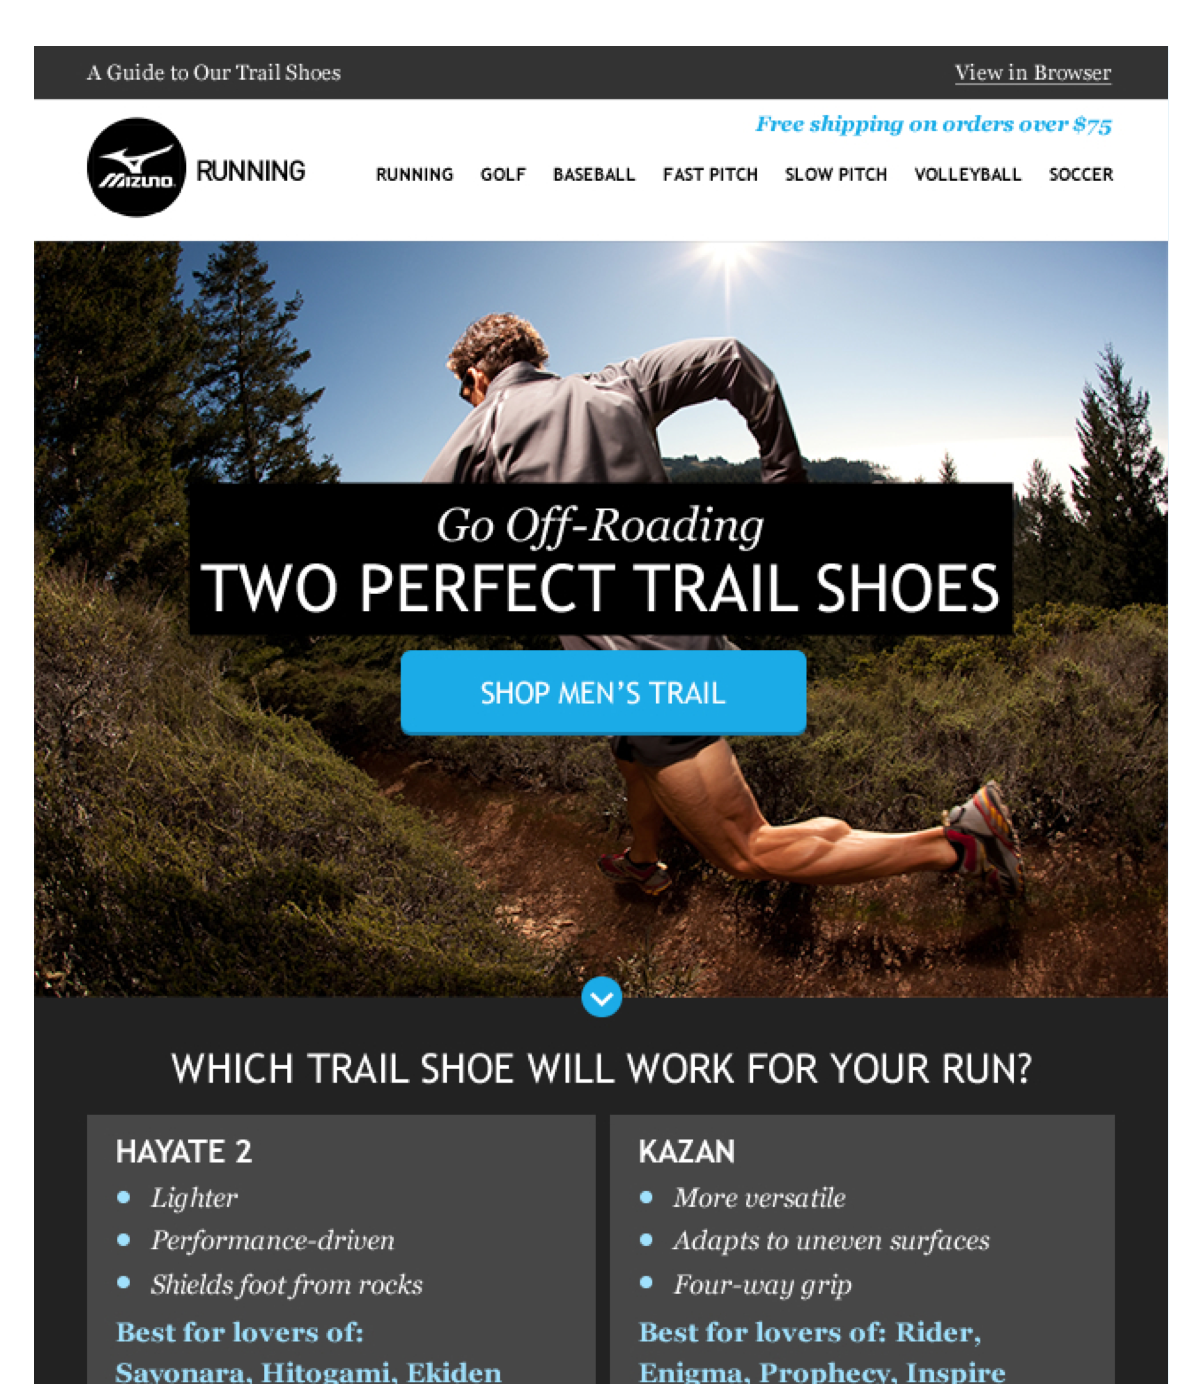 A Guide to Our Trail Shoes
View in Browser
Free shipping on orders over $75
MIZUNO
RUNNING
RUNNING GOLF BASEBALL FAST PITCH SLOW PITCH VOLLEYBALL SOCCER
Go Off-Roading
TWO PERFECT TRAIL SHOES
SHOP MEN'S TRAIL
WHICH TRAIL SHOE WILL WORK FOR YOUR RUN?
HAYATE 2
Lighter
Performance-driven
Shields foot from rocks
Best for lovers of:
Sayonara, Hitogami, Ekiden
KAZAN
More versatile
Adapts to uneven surfaces
Four-way grip
Best for lovers of: Rider,
Enigma, Prophecy, Inspire